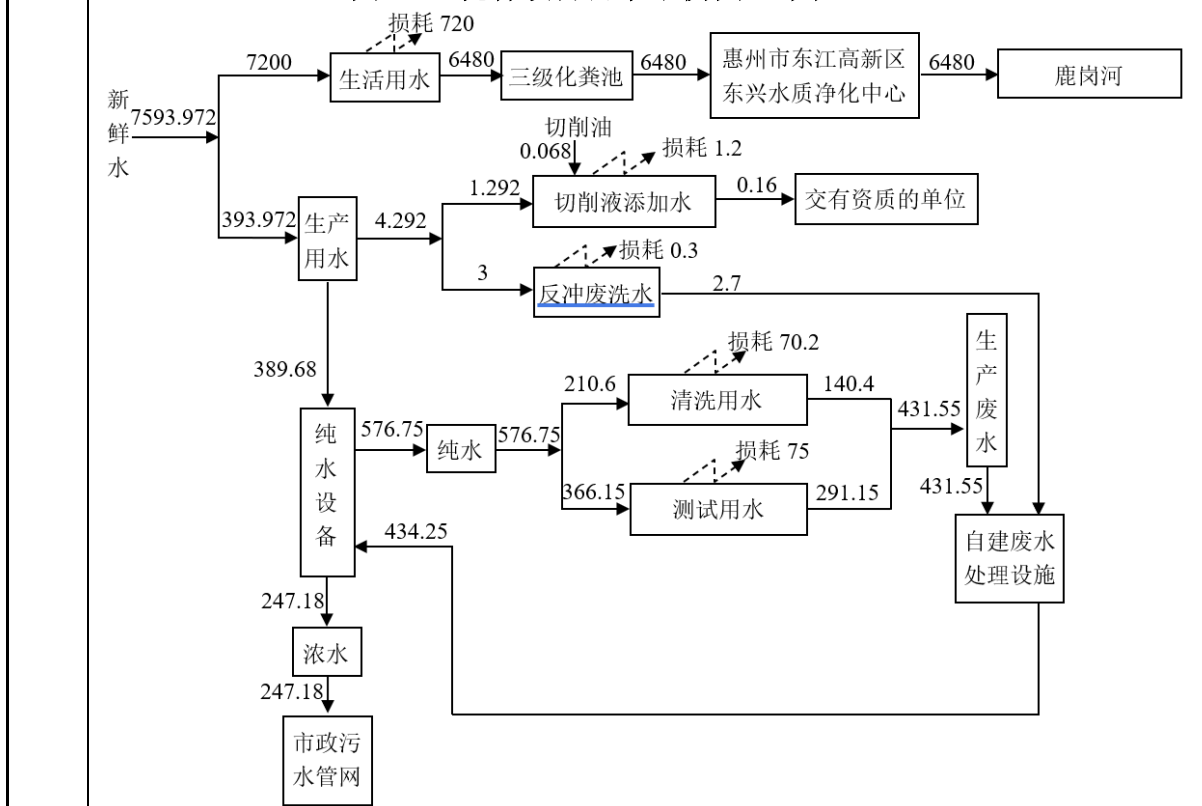 损耗 720
7200
生活用水
6480
三级化粪池
6480
惠州市东江高新区
东兴水质净化中心
6480
鹿岗河
新
鲜
水
7593.972
切削油
0.068
损耗 1.2
1.292
切削液添加水
0.16
交有资质的单位
393.972
生产
用水
4.292
损耗 0.3
3
反冲废洗水
2.7
389.68
损耗 70.2
210.6
清洗用水
140.4
生
产
废
水
431.55
纯
水
设
备
576.75
纯水
576.75
损耗 75
366.15
测试用水
291.15
431.55
434.25
自建废水
处理设施
247.18
浓水
247.18
市政污
水管网